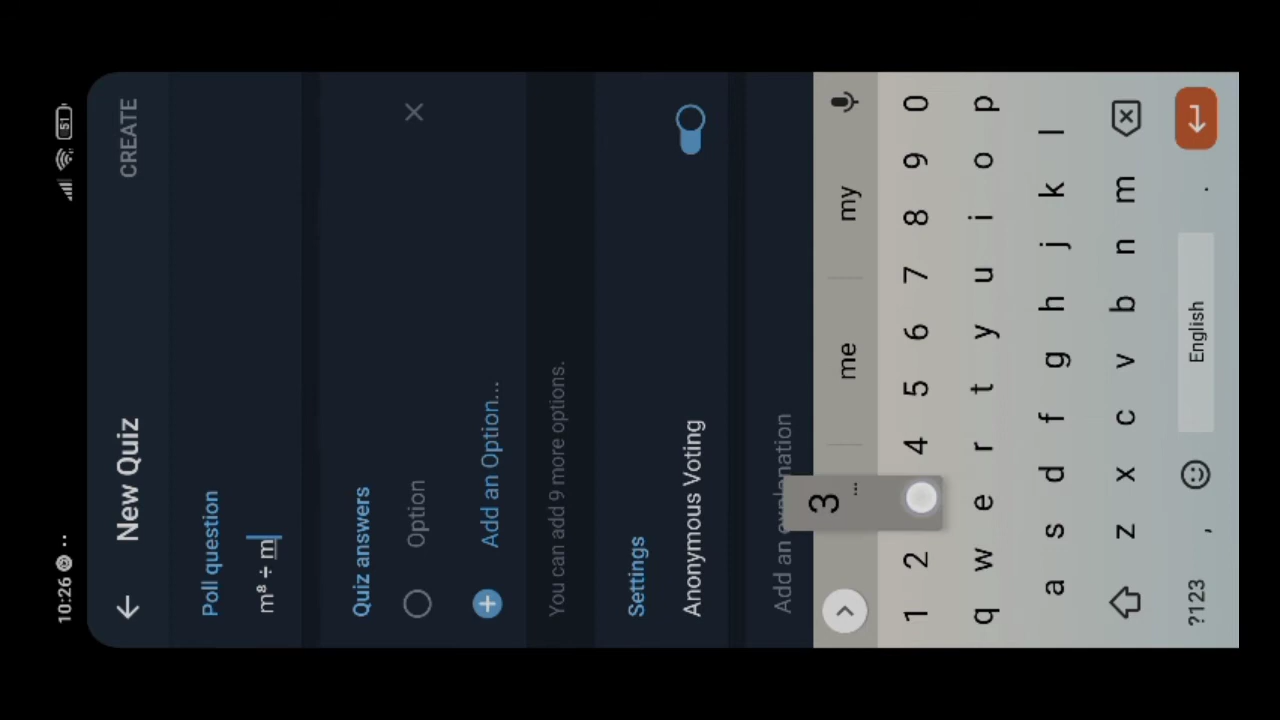 10:26
51
New Quiz
CREATE
Poll question
m⁸ ÷ m
Quiz answers
Option
Add an Option...
You can add 9 more options.
Settings
Anonymous Voting
Add an explanation
me
my
3
...
1 2 4 5 6 7 8 9 0
q w e r t y u i o p
a s d f g h j k l
z x c v b n m
?123 , English .